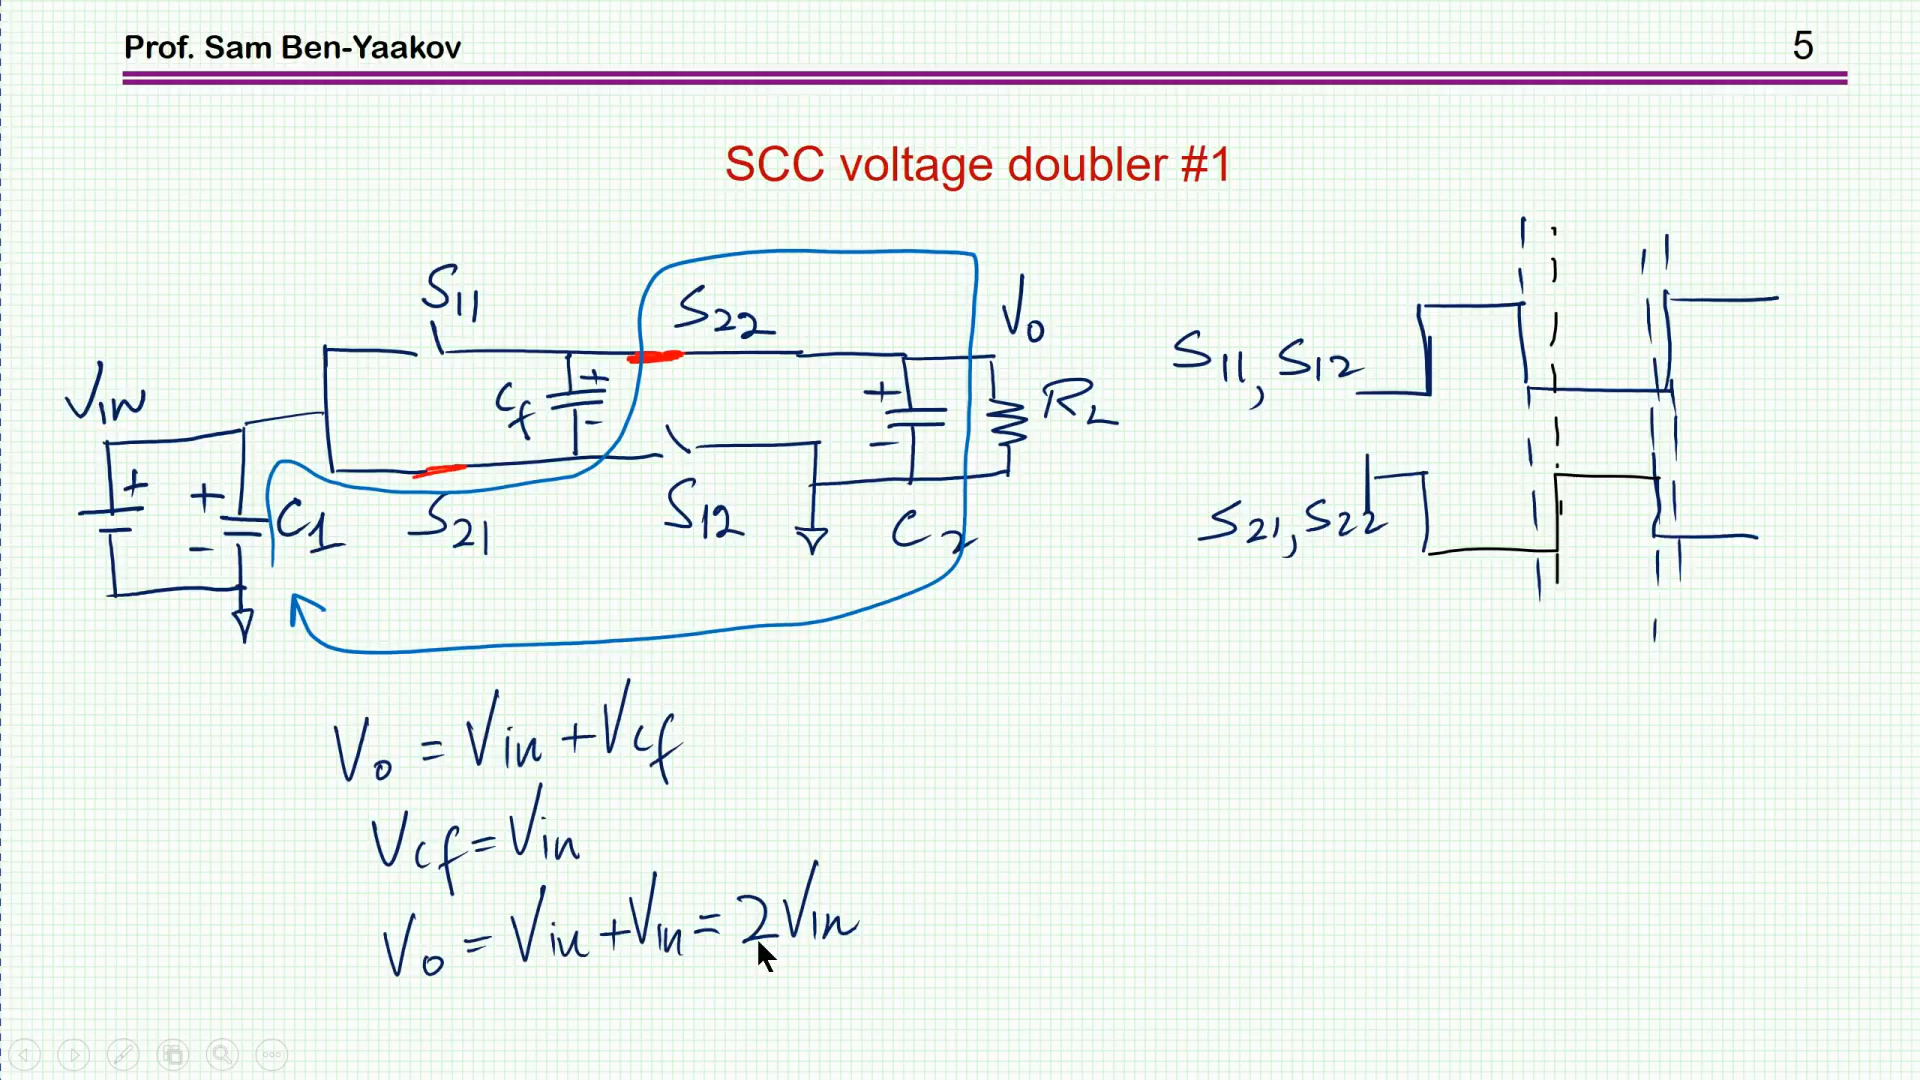 Prof. Sam Ben-Yaakov
5
SCC voltage doubler #1
S11
S22
Vo
Vin
Cf
+
-
+
-
RL
S11, S12
+
+
-
C1
S21
S12
C2
S21, S22
Vo = Vin + Vcf
Vcf = Vin
Vo = Vin + Vin = 2Vin